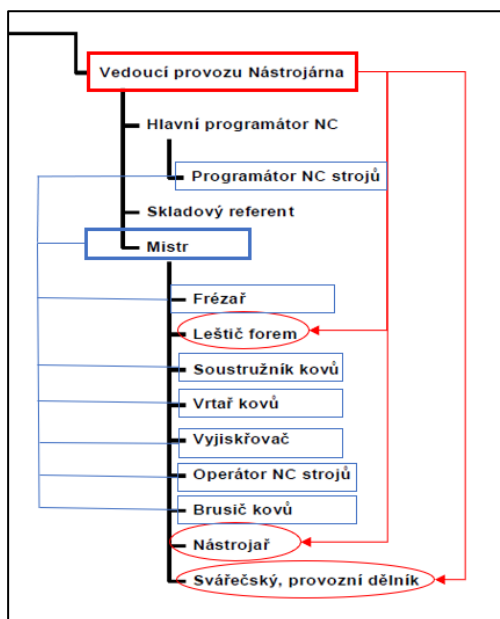 Vedoucí provozu Nástrojárna
Hlavní programátor NC
Programátor NC strojů
Skladový referent
Mistr
Frézař
Leštič forem
Soustružník kovů
Vrtař kovů
Vyjiskřovač
Operátor NC strojů
Brusič kovů
Nástrojař
Svářečský, provozní dělník